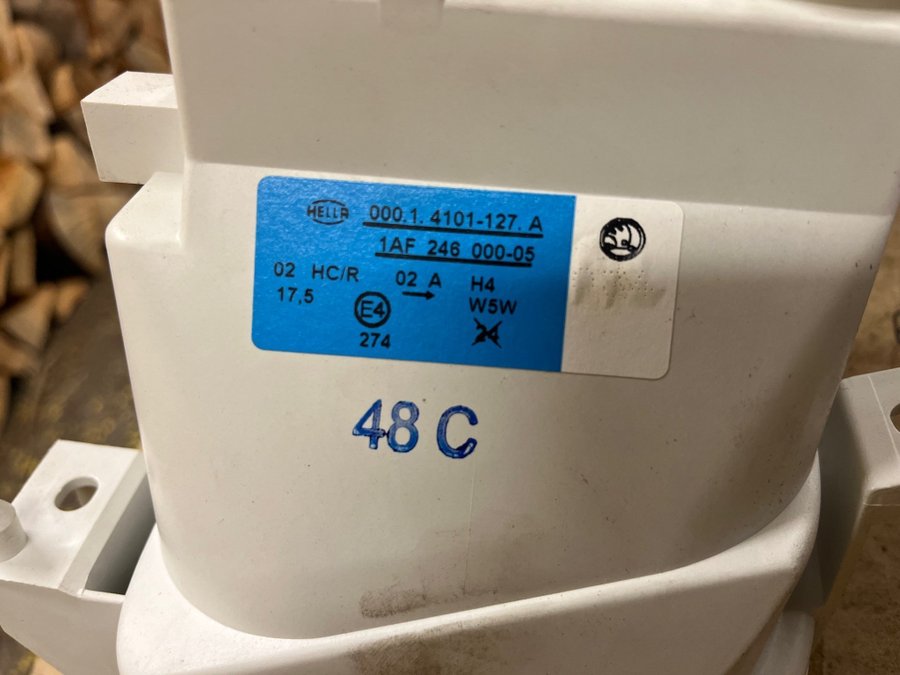 HELLA 000.1. 4101-127. A
1AF 246 000-05
02 HC/R 02 A H4
17,5 → W5W
E4 24
274
48 C